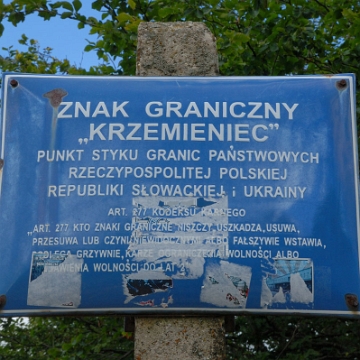 ZNAK GRANICZNY
„KRZEMIENIEC"
PUNKT STYKU GRANIC PAŃSTWOWYCH
RZECZYPOSPOLITEJ POLSKIEJ
REPUBLIKI SŁOWACKIEJ i UKRAINY
ART. 277 KODEKSU KARNEGO
„ART. 277. KTO ZNAKI GRANICZNE NISZCZY, USZKADZA, USUWA,
PRZESUWA LUB CZYNI NIEWIDOCZNYMI ALBO FAŁSZYWIE WSTAWIA,
PODLEGA GRZYWNIE, KARZE OGRANICZENIA WOLNOŚCI ALBO
WOLNOŚCI DO LAT